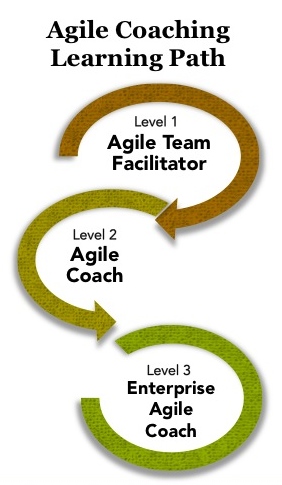 Agile Coaching
Learning Path
Level 1
Agile Team
Facilitator
Level 2
Agile
Coach
Level 3
Enterprise
Agile
Coach